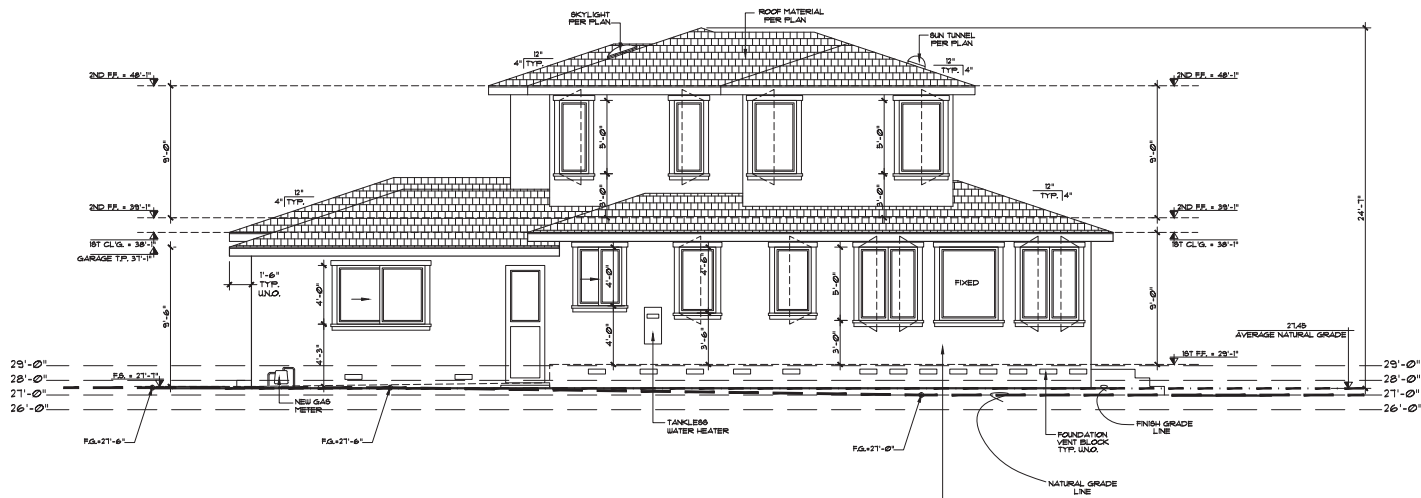 SKYLIGHT
PER PLAN
ROOF MATERIAL
PER PLAN
SUN TUNNEL
PER PLAN
12"
4"
TYP.
12"
TYP.
4"
2ND F.F. = 48'-1"
2ND F.F. = 48'-1"
9'-0"
5'-0"
3'-0"
5'-0"
3'-0"
9'-0"
24'-7"
12"
4"
TYP.
12"
TYP.
4"
2ND F.F. = 39'-1"
2ND F.F. = 39'-1"
1ST CL'G. = 38'-1"
1ST CL'G. = 38'-1"
GARAGE T.P. 37'-1"
1'-6"
TYP.
U.N.O.
9'-6"
4'-0"
4'-3"
4'-0"
4'-0"
4'-6"
3'-6"
5'-0"
3'-0"
FIXED
9'-0"
27.45
AVERAGE NATURAL GRADE
1ST F.F. = 29'-1"
29'-0"
28'-0"
27'-0"
26'-0"
F.S. = 27'-7"
29'-0"
28'-0"
27'-0"
26'-0"
NEW GAS
METER
F.G.=27'-6"
F.G.=27'-6"
TANKLESS
WATER HEATER
F.G.=27'-0"
FOUNDATION
VENT BLOCK
TYP. U.N.O.
FINISH GRADE
LINE
NATURAL GRADE
LINE